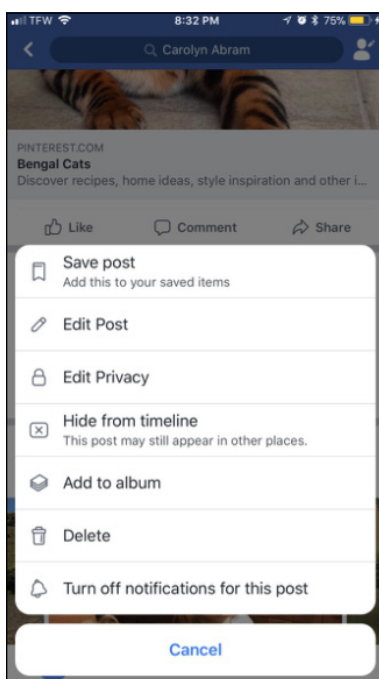 TFW 8:32 PM 75%
Carolyn Abram
PINTEREST.COM
Bengal Cats
Discover recipes, home ideas, style inspiration and other i...
Like Comment Share
Save post
Add this to your saved items
Edit Post
Edit Privacy
Hide from timeline
This post may still appear in other places.
Add to album
Delete
Turn off notifications for this post
Cancel